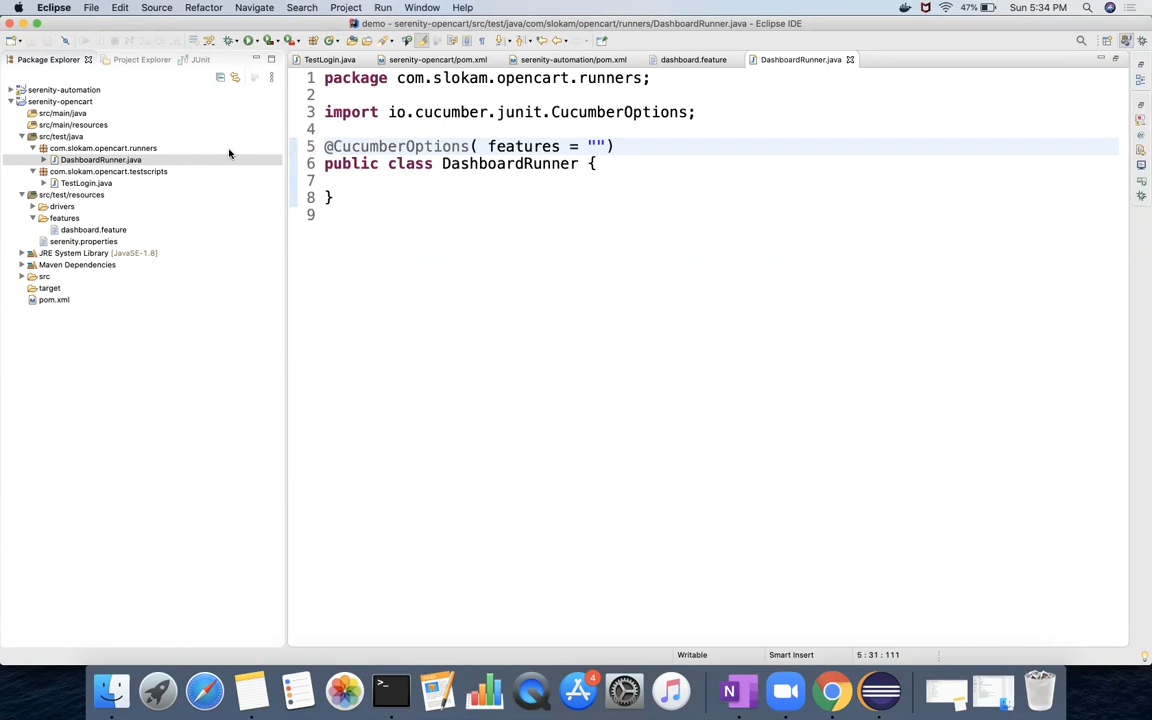 Eclipse File Edit Source Refactor Navigate Search Project Run Window Help 47% Sun 5:34 PM
demo - serenity-opencart/src/test/java/com/slokam/opencart/runners/DashboardRunner.java - Eclipse IDE
Package Explorer Project Explorer JUnit
TestLogin.java serenity-opencart/pom.xml serenity-automation/pom.xml dashboard.feature DashboardRunner.java
serenity-automation
serenity-opencart
src/main/java
src/main/resources
src/test/java
com.slokam.opencart.runners
DashboardRunner.java
com.slokam.opencart.testscripts
TestLogin.java
src/test/resources
drivers
features
dashboard.feature
serenity.properties
JRE System Library [JavaSE-1.8]
Maven Dependencies
src
target
pom.xml
1 package com.slokam.opencart.runners;
2
3 import io.cucumber.junit.CucumberOptions;
4
5 @CucumberOptions( features = "")
6 public class DashboardRunner {
7
8 }
9
Writable Smart Insert 5 : 31 : 111
4